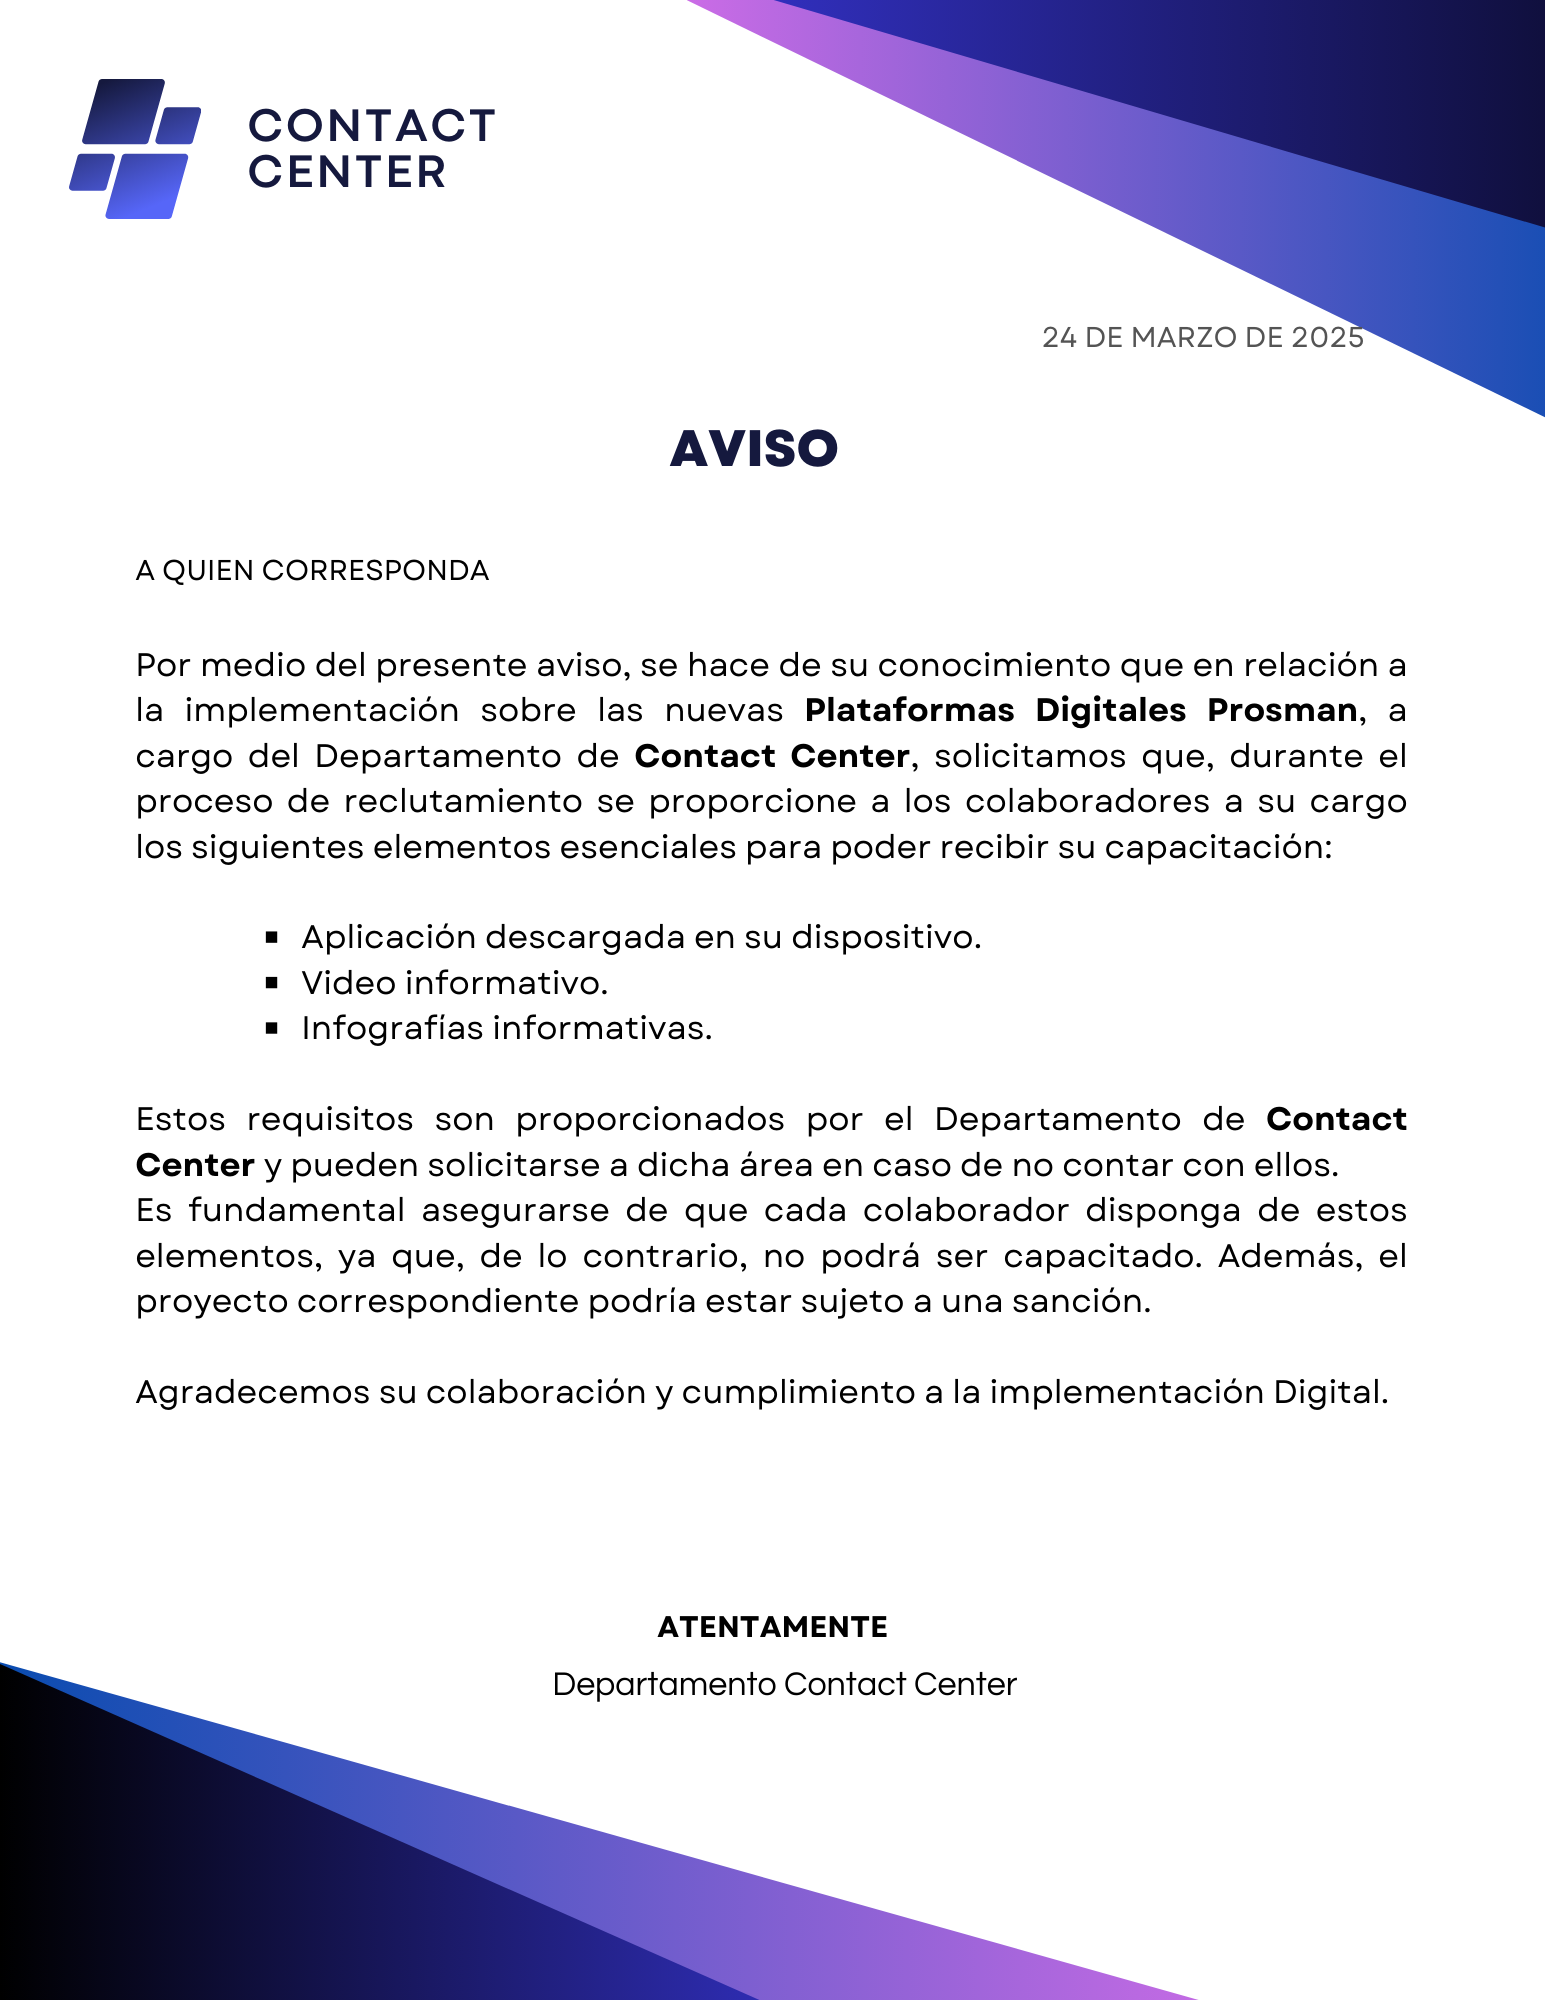 CONTACT
CENTER
24 DE MARZO DE 2025
AVISO
A QUIEN CORRESPONDA
Por medio del presente aviso, se hace de su conocimiento que en relación a
la implementación sobre las nuevas Plataformas Digitales Prosman, a
cargo del Departamento de Contact Center, solicitamos que, durante el
proceso de reclutamiento se proporcione a los colaboradores a su cargo
los siguientes elementos esenciales para poder recibir su capacitación:
▪ Aplicación descargada en su dispositivo.
▪ Video informativo.
▪ Infografías informativas.
Estos requisitos son proporcionados por el Departamento de Contact
Center y pueden solicitarse a dicha área en caso de no contar con ellos.
Es fundamental asegurarse de que cada colaborador disponga de estos
elementos, ya que, de lo contrario, no podrá ser capacitado. Además, el
proyecto correspondiente podría estar sujeto a una sanción.
Agradecemos su colaboración y cumplimiento a la implementación Digital.
ATENTAMENTE
Departamento Contact Center